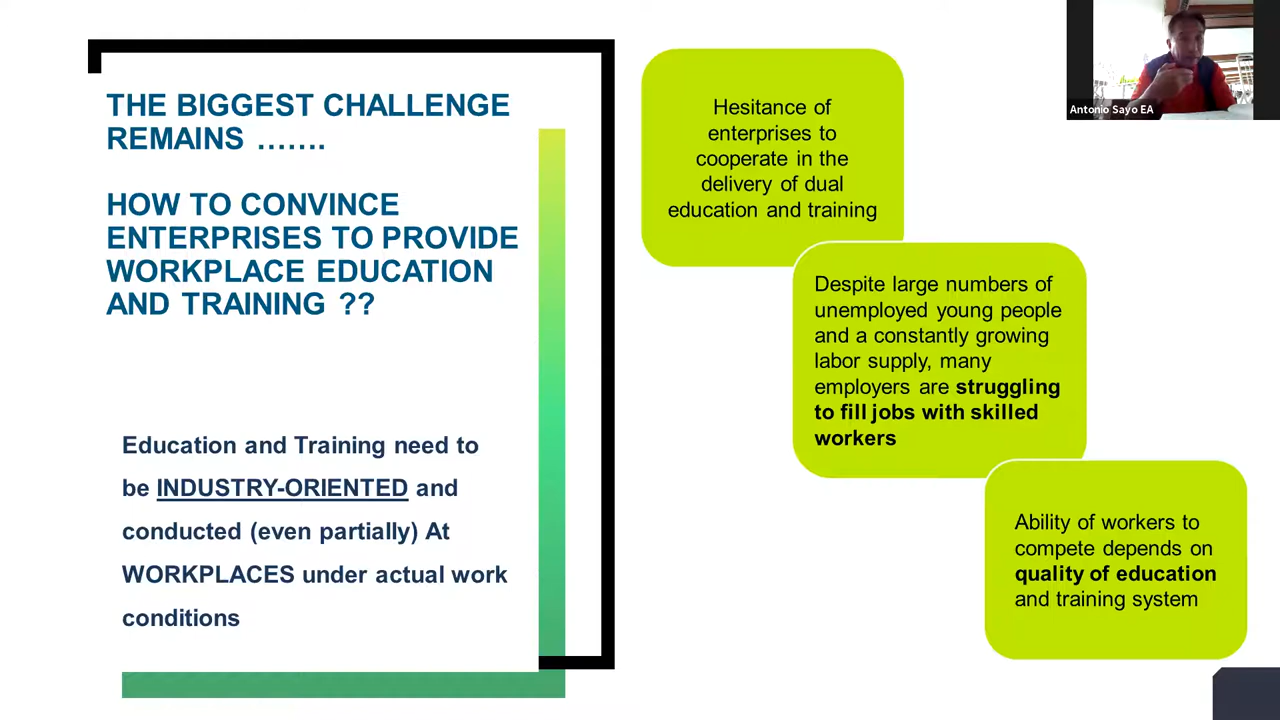 THE BIGGEST CHALLENGE
REMAINS …….
HOW TO CONVINCE
ENTERPRISES TO PROVIDE
WORKPLACE EDUCATION
AND TRAINING ??
Education and Training need to
be INDUSTRY-ORIENTED and
conducted (even partially) At
WORKPLACES under actual work
conditions
Hesitance of
enterprises to
cooperate in the
delivery of dual
education and training
Despite large numbers of
unemployed young people
and a constantly growing
labor supply, many
employers are struggling
to fill jobs with skilled
workers
Ability of workers to
compete depends on
quality of education
and training system
Antonio Sayo EA